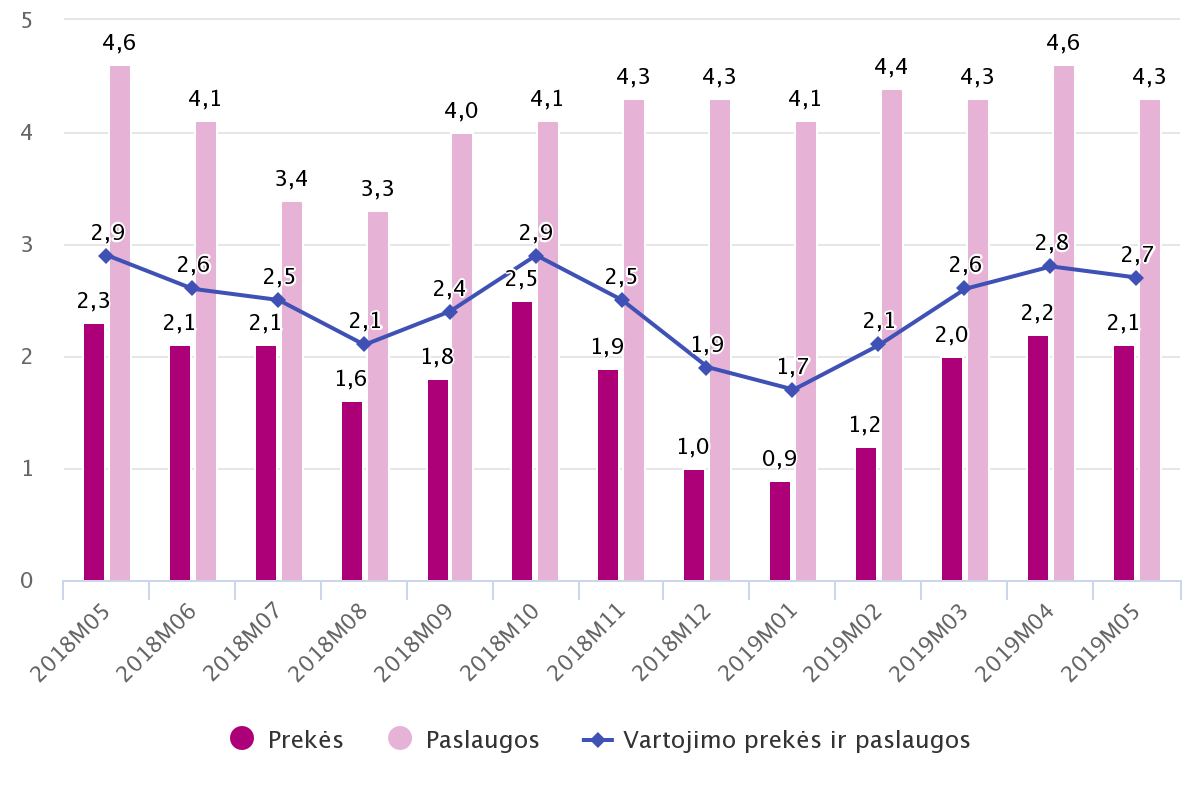 5
4
3
2
1
0
4,6 4,1 3,4 3,3 4,0 4,1 4,3 4,3 4,1 4,4 4,3 4,6 4,3
2,9 2,6 2,5 2,1 2,4 2,9 2,5 1,9 1,7 2,1 2,6 2,8 2,7
2,3 2,1 2,1 1,6 1,8 2,5 1,9 1,0 0,9 1,2 2,0 2,2 2,1
2018M05 2018M06 2018M07 2018M08 2018M09 2018M10 2018M11 2018M12 2019M01 2019M02 2019M03 2019M04 2019M05
Prekės Paslaugos Vartojimo prekės ir paslaugos